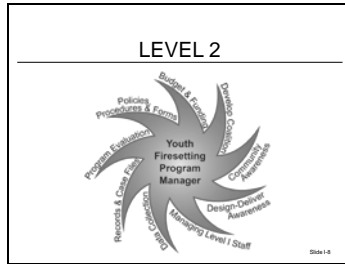 LEVEL 2
Budget & Funding
Develop Coalition
Community
Awareness
Design-Deliver
Awareness
Managing Level I Staff
Data Collection
Records & Case Files
Program Evaluation
Policies
Procedures & Forms
Youth
Firesetting
Program
Manager
Slide I-8